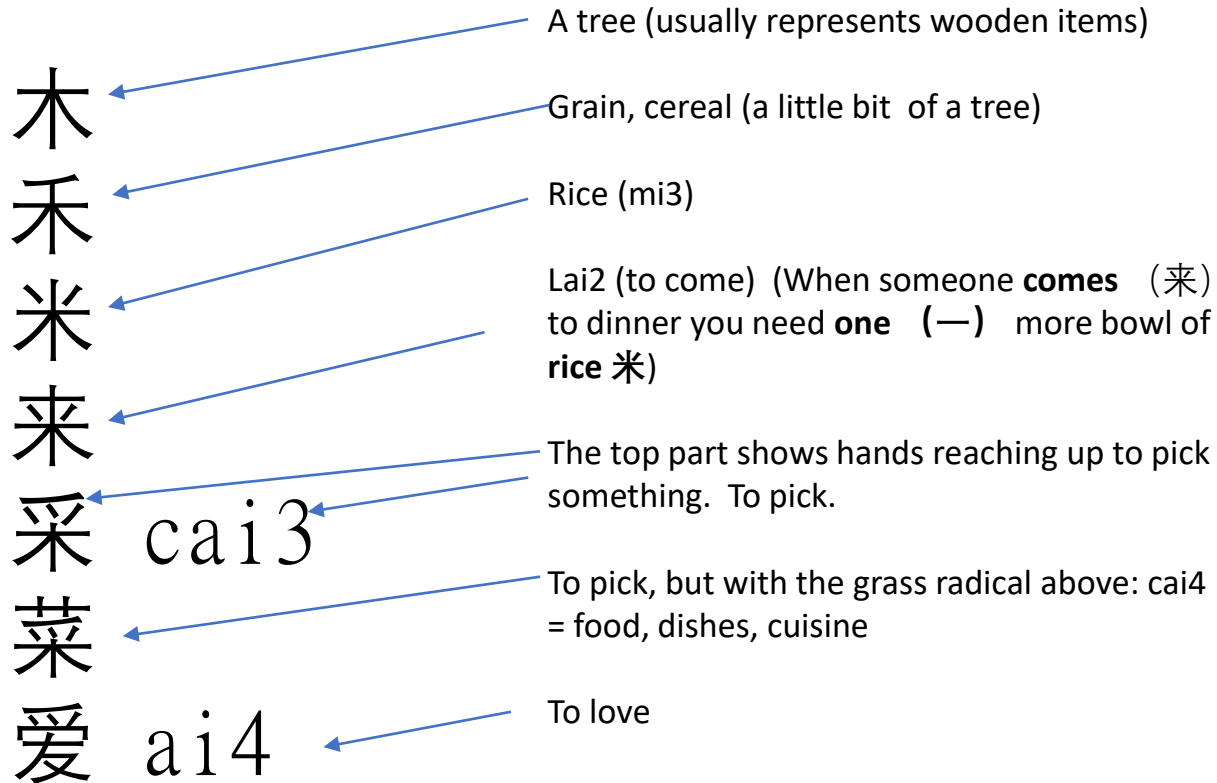 A tree (usually represents wooden items)
木
Grain, cereal (a little bit of a tree)
禾
Rice (mi3)
米
Lai2 (to come) (When someone comes （来）
to dinner you need one （一） more bowl of
rice 米)
来
The top part shows hands reaching up to pick
something. To pick.
采 cai3
To pick, but with the grass radical above: cai4
= food, dishes, cuisine
菜
To love
爱 ai4